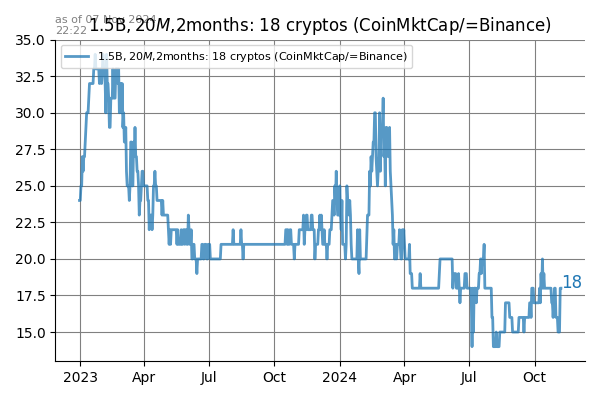 as of 07 Nov 2024
22:22
1.5B,20M,2months: 18 cryptos (CoinMktCap/=Binance)
1.5B,20M,2months: 18 cryptos (CoinMktCap/=Binance)
35.0
32.5
30.0
27.5
25.0
22.5
20.0
17.5
15.0
18
2023
Apr
Jul
Oct
2024
Apr
Jul
Oct